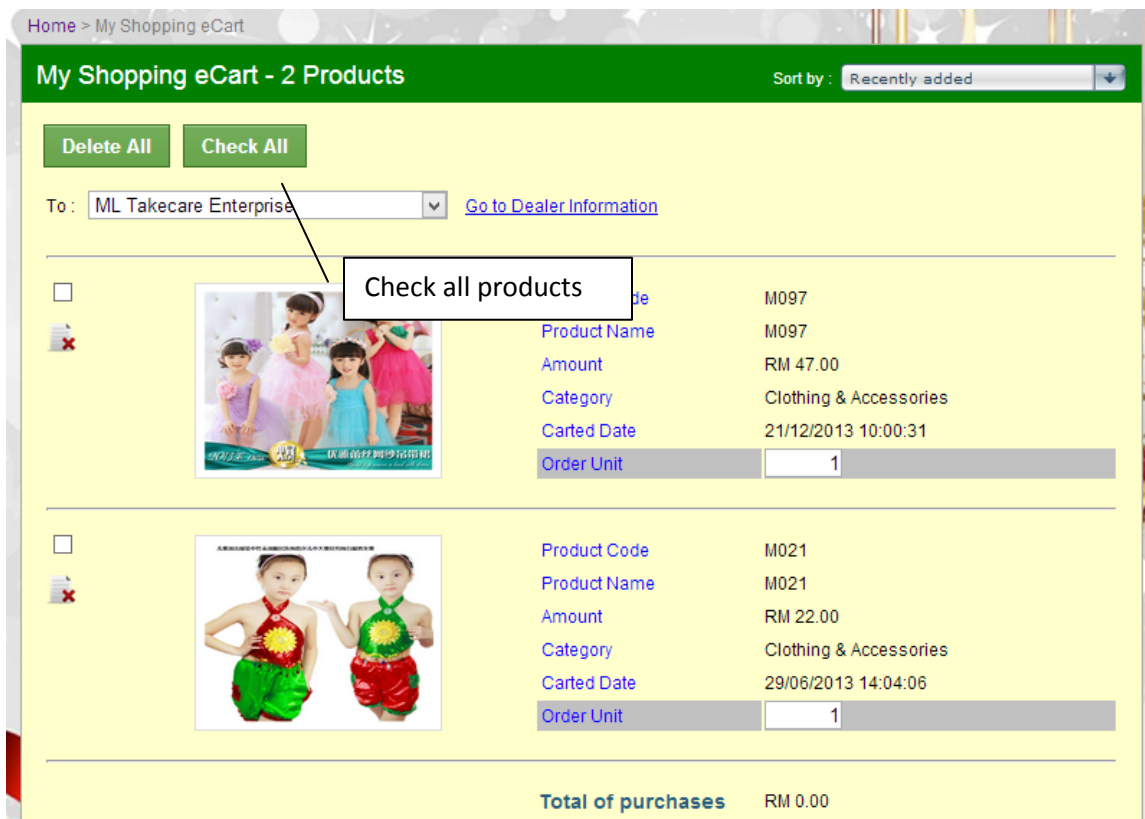 Home > My Shopping eCart
My Shopping eCart - 2 Products
Sort by : Recently added
Delete All Check All
To : ML Takecare Enterprise Go to Dealer Information
Check all products
de M097
Product Name M097
Amount RM 47.00
Category Clothing & Accessories
Carted Date 21/12/2013 10:00:31
Order Unit 1
Product Code M021
Product Name M021
Amount RM 22.00
Category Clothing & Accessories
Carted Date 29/06/2013 14:04:06
Order Unit 1
Total of purchases RM 0.00